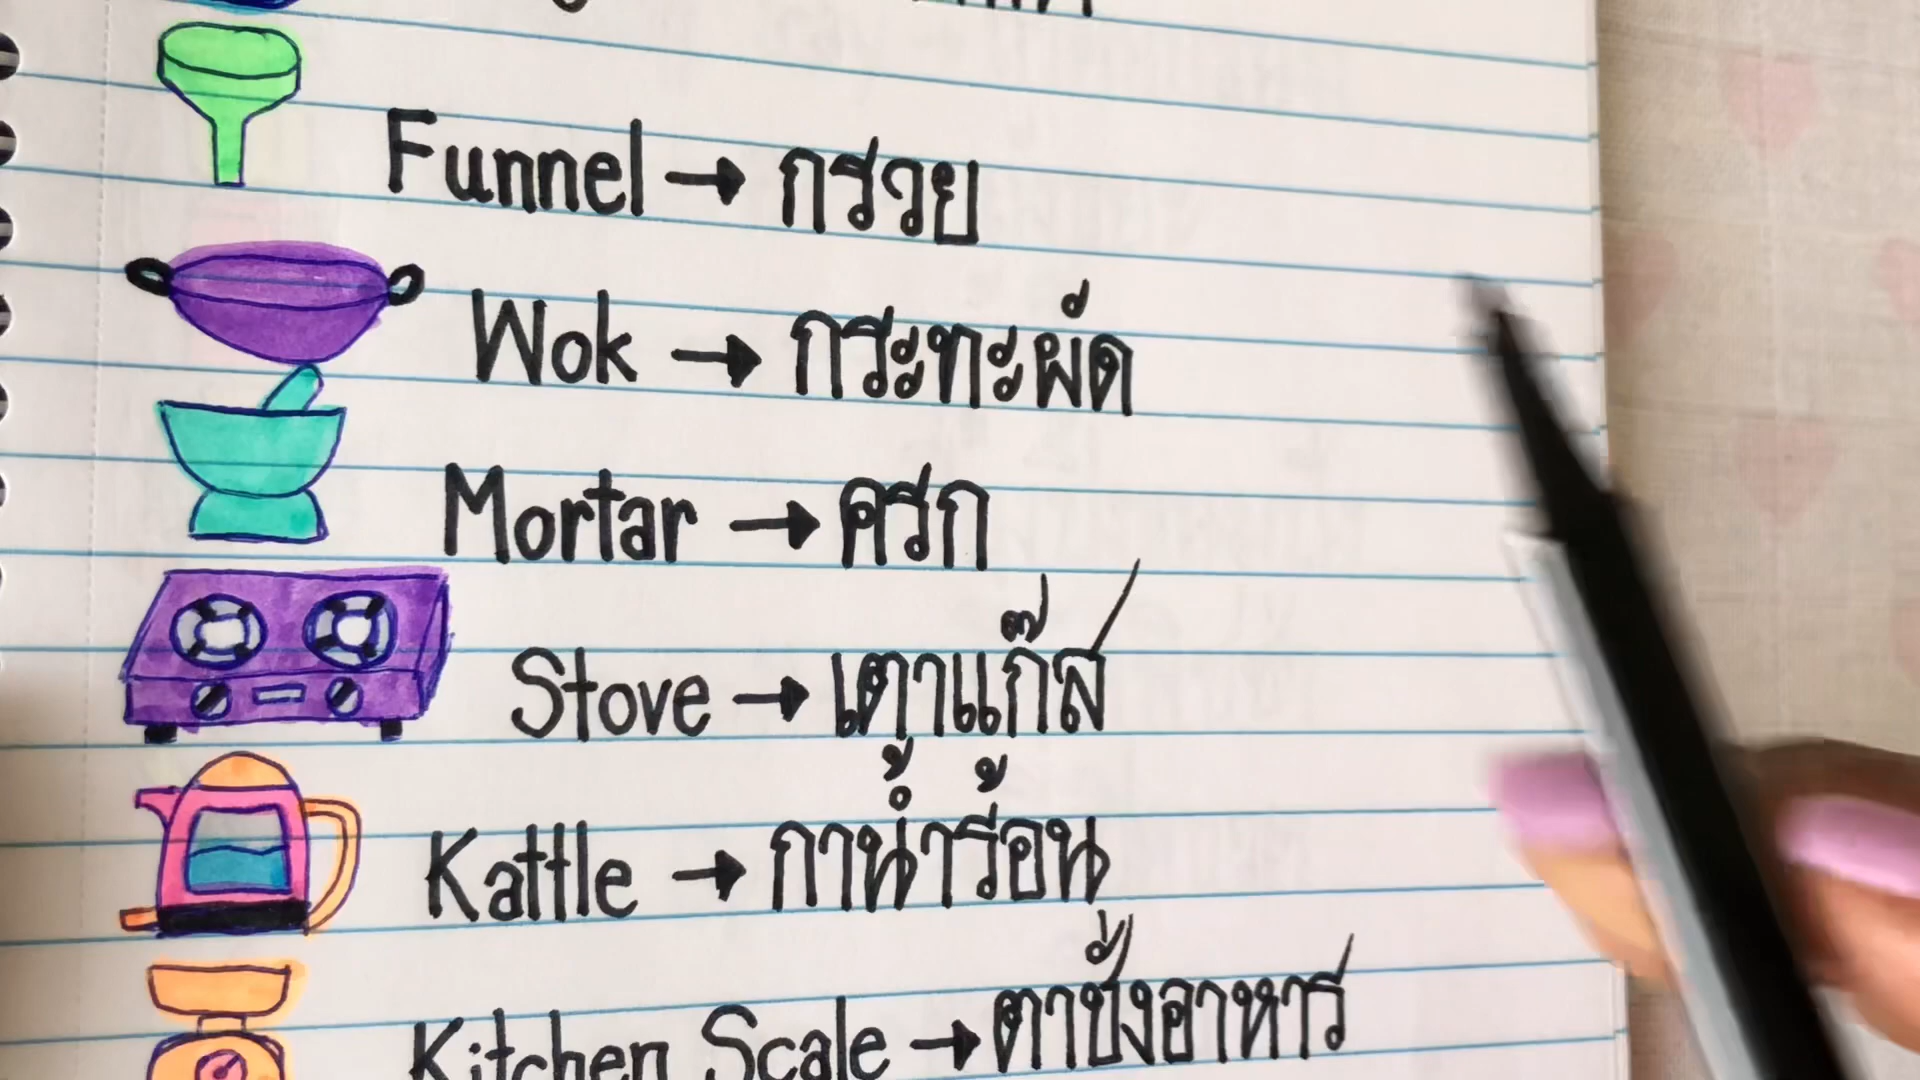 Funnel → กรวย
Wok → กระทะผัด
Mortar → ครก
Stove → เตาแก๊ส
Kattle → กาน้ำร้อน
Kitchen Scale → ตาชั่งอาหาร